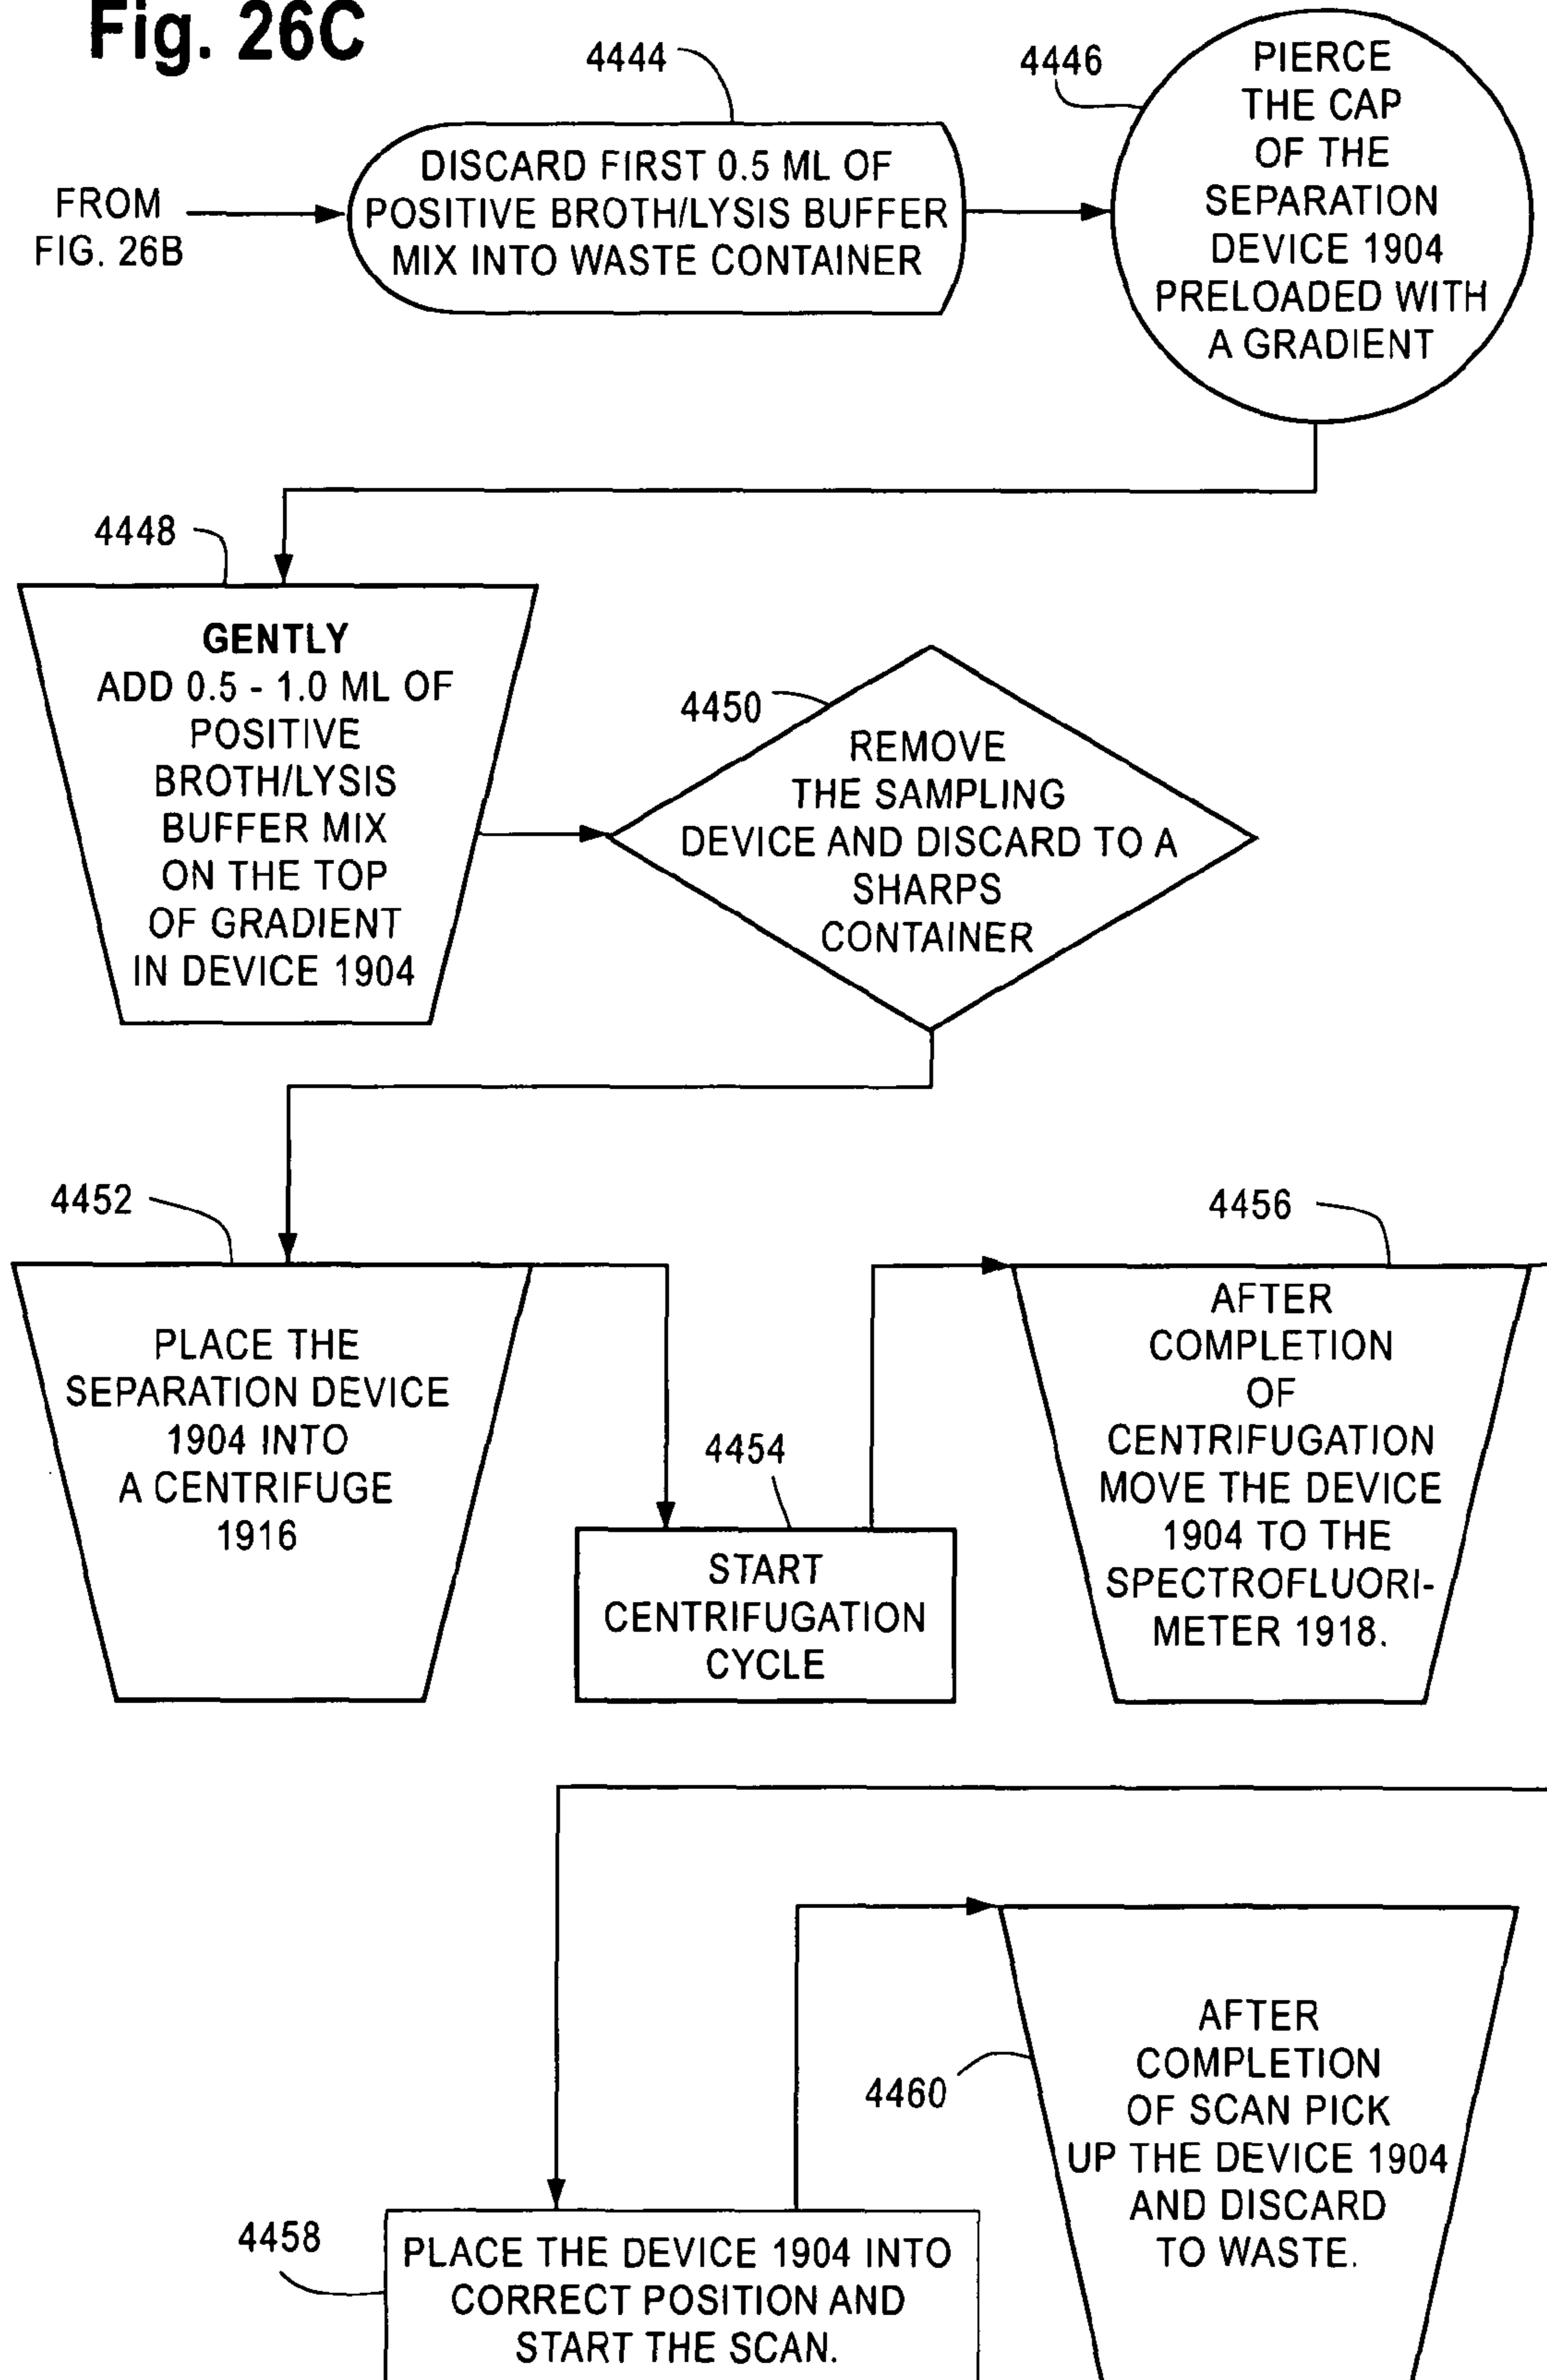 Fig. 26C
4444
4446
FROM
FIG. 26B
DISCARD FIRST 0.5 ML OF
POSITIVE BROTH/LYSIS BUFFER
MIX INTO WASTE CONTAINER
PIERCE
THE CAP
OF THE
SEPARATION
DEVICE 1904
PRELOADED WITH
A GRADIENT
4448
GENTLY
ADD 0.5 - 1.0 ML OF
POSITIVE
BROTH/LYSIS
BUFFER MIX
ON THE TOP
OF GRADIENT
IN DEVICE 1904
4450
REMOVE
THE SAMPLING
DEVICE AND DISCARD TO A
SHARPS
CONTAINER
4452
PLACE THE
SEPARATION DEVICE
1904 INTO
A CENTRIFUGE
1916
4454
START
CENTRIFUGATION
CYCLE
4456
AFTER
COMPLETION
OF
CENTRIFUGATION
MOVE THE DEVICE
1904 TO THE
SPECTROFLUORI-
METER 1918.
4458
PLACE THE DEVICE 1904 INTO
CORRECT POSITION AND
START THE SCAN.
4460
AFTER
COMPLETION
OF SCAN PICK
UP THE DEVICE 1904
AND DISCARD
TO WASTE.